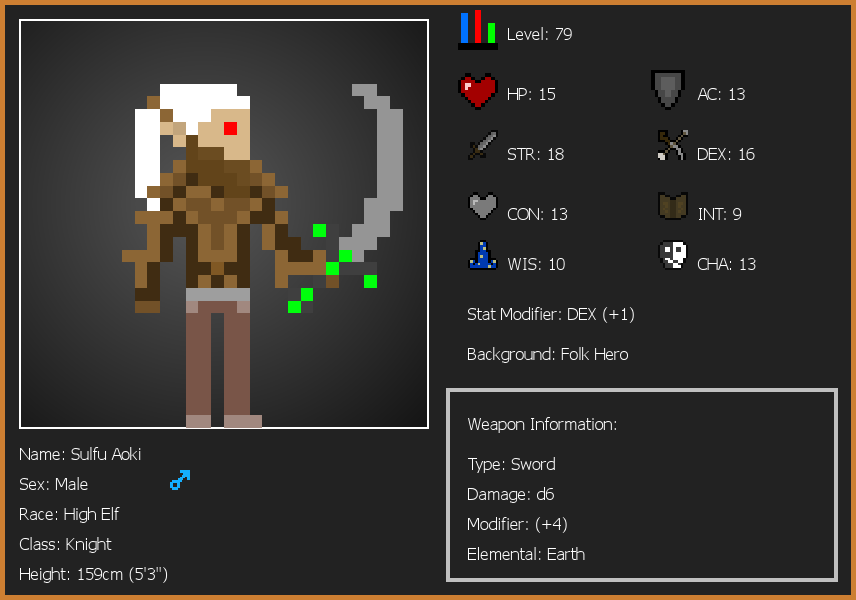 Level: 79
HP: 15
AC: 13
STR: 18
DEX: 16
CON: 13
INT: 9
WIS: 10
CHA: 13
Stat Modifier: DEX (+1)
Background: Folk Hero
Weapon Information:
Type: Sword
Damage: d6
Modifier: (+4)
Elemental: Earth
Name: Sulfu Aoki
Sex: Male
Race: High Elf
Class: Knight
Height: 159cm (5'3")